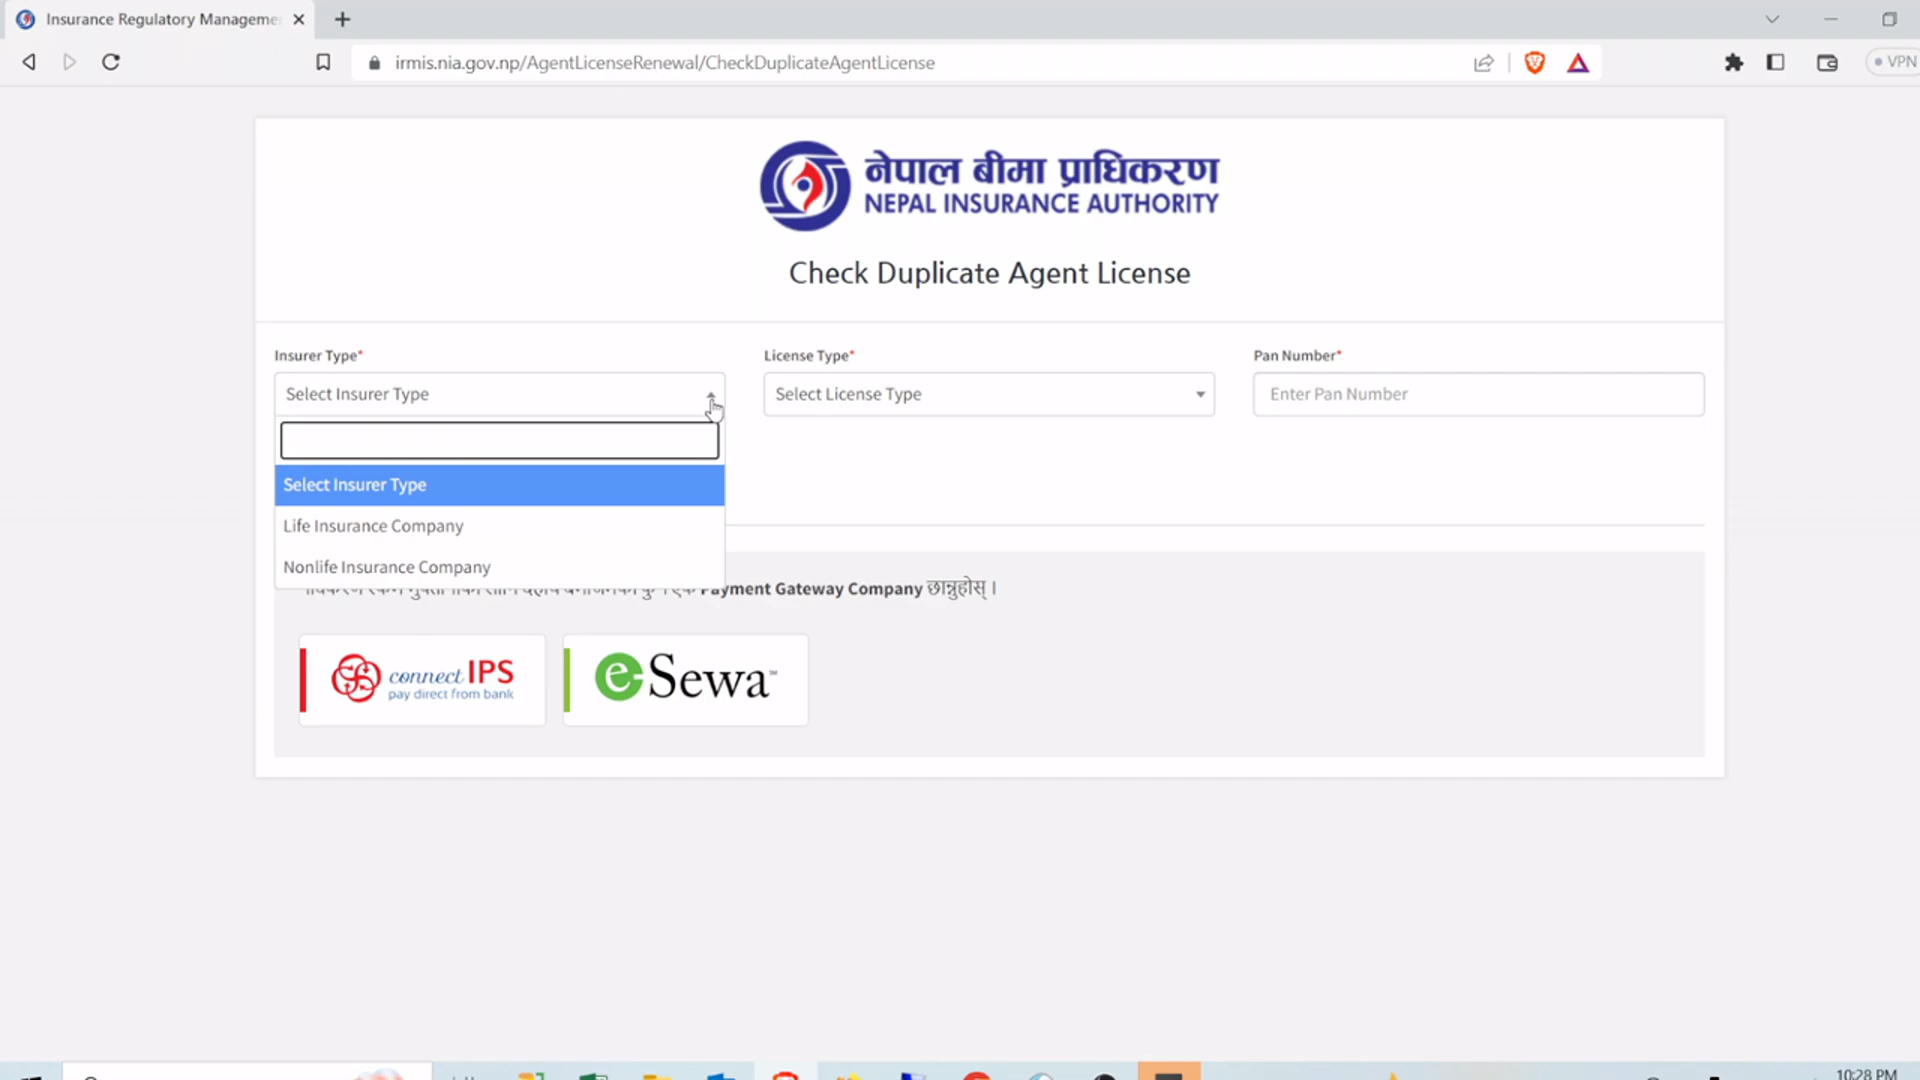 Insurance Regulatory Manageme
irmis.nia.gov.np/AgentLicenseRenewal/CheckDuplicateAgentLicense
VPN
नेपाल बीमा प्राधिकरण
NEPAL INSURANCE AUTHORITY
Check Duplicate Agent License
Insurer Type*
License Type*
Pan Number*
Select Insurer Type
Select License Type
Enter Pan Number
Select Insurer Type
Life Insurance Company
Nonlife Insurance Company
एक Payment Gateway Company छान्नुहोस् ।
connect IPS
pay direct from bank
e-Sewa™
10:28 PM